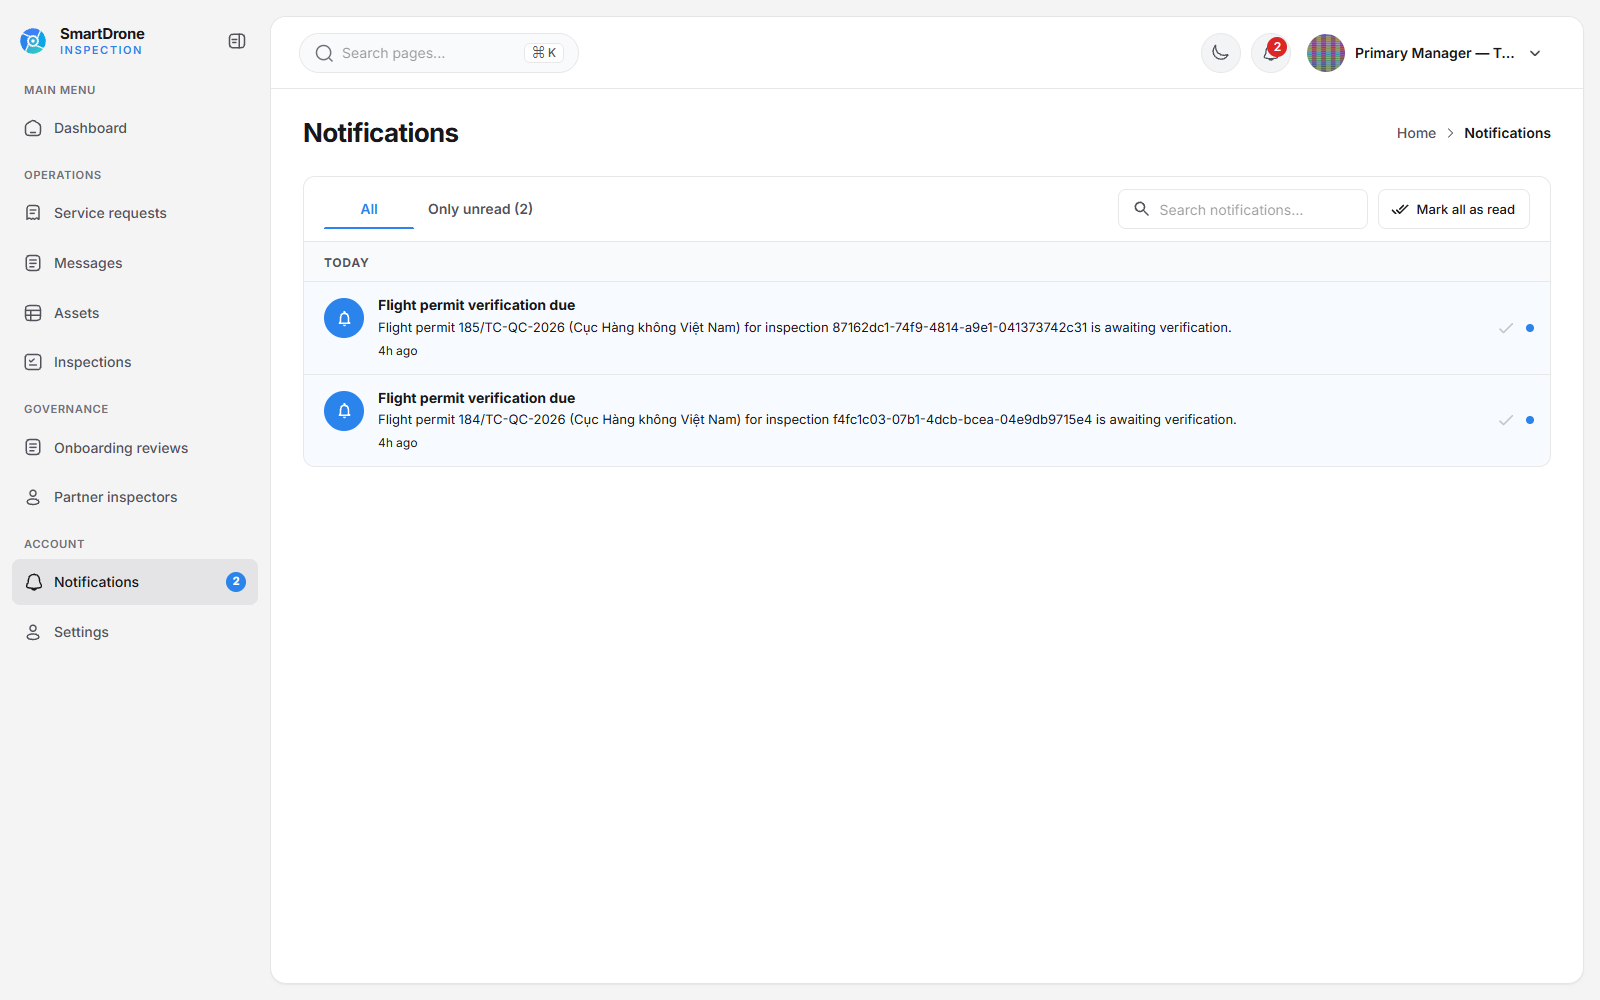 SmartDrone
INSPECTION
MAIN MENU
Dashboard
OPERATIONS
Service requests
Messages
Assets
Inspections
GOVERNANCE
Onboarding reviews
Partner inspectors
ACCOUNT
Notifications 2
Settings
Search pages... ⌘ K
2
Primary Manager — T...
Notifications
Home > Notifications
All
Only unread (2)
Search notifications...
Mark all as read
TODAY
Flight permit verification due
Flight permit 185/TC-QC-2026 (Cục Hàng không Việt Nam) for inspection 87162dc1-74f9-4814-a9e1-041373742c31 is awaiting verification.
4h ago
Flight permit verification due
Flight permit 184/TC-QC-2026 (Cục Hàng không Việt Nam) for inspection f4fc1c03-07b1-4dcb-bcea-04e9db9715e4 is awaiting verification.
4h ago